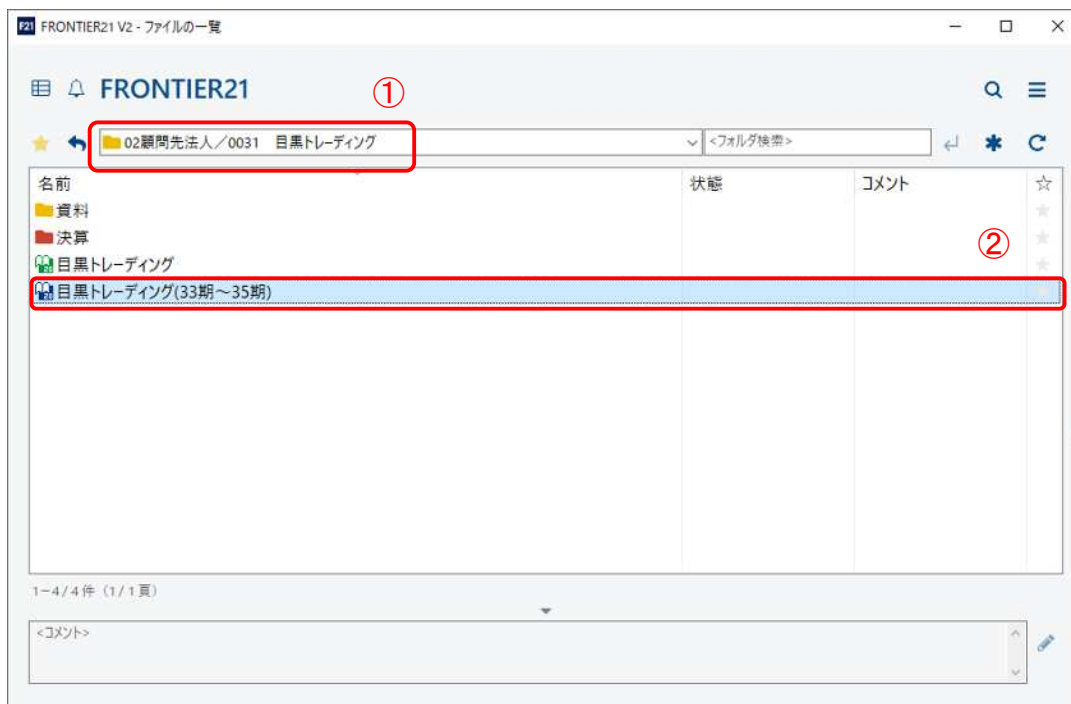 F21 FRONTIER21 V2 - ファイルの一覧
FRONTIER21
①
02顧問先法人／0031　目黒トレーディング
<フォルダ検索>
名前 状態 コメント
資料
決算
②
目黒トレーディング
目黒トレーディング(33期～35期)
1-4/4件 (1/1頁)
<コメント>